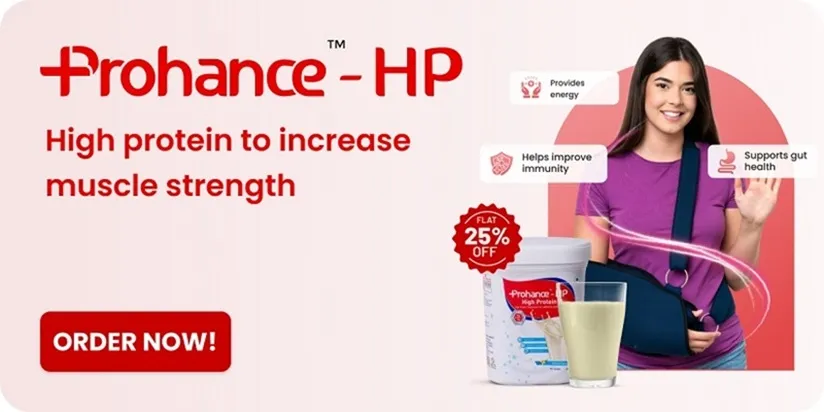 Prohance™ - HP
High protein to increase
muscle strength
ORDER NOW!
Provides
energy
Helps improve
immunity
Supports gut
health
FLAT
25%
OFF
Prohance - HP
High Protein